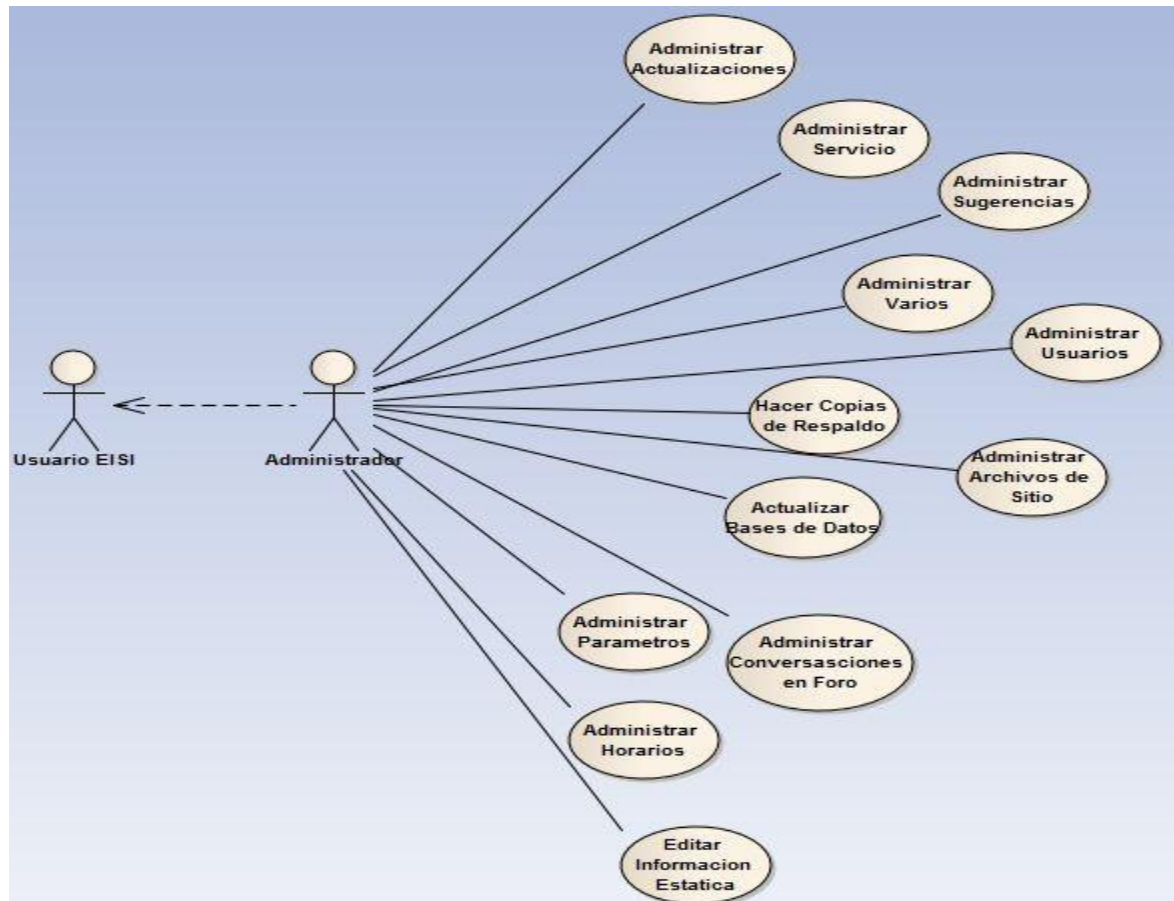 Administrar
Actualizaciones
Administrar
Servicio
Administrar
Sugerencias
Administrar
Varios
Administrar
Usuarios
Hacer Copias
de Respaldo
Administrar
Archivos de
Sitio
Usuario EISI
Administrador
Actualizar
Bases de Datos
Administrar
Parametros
Administrar
Conversasciones
en Foro
Administrar
Horarios
Editar
Informacion
Estatica